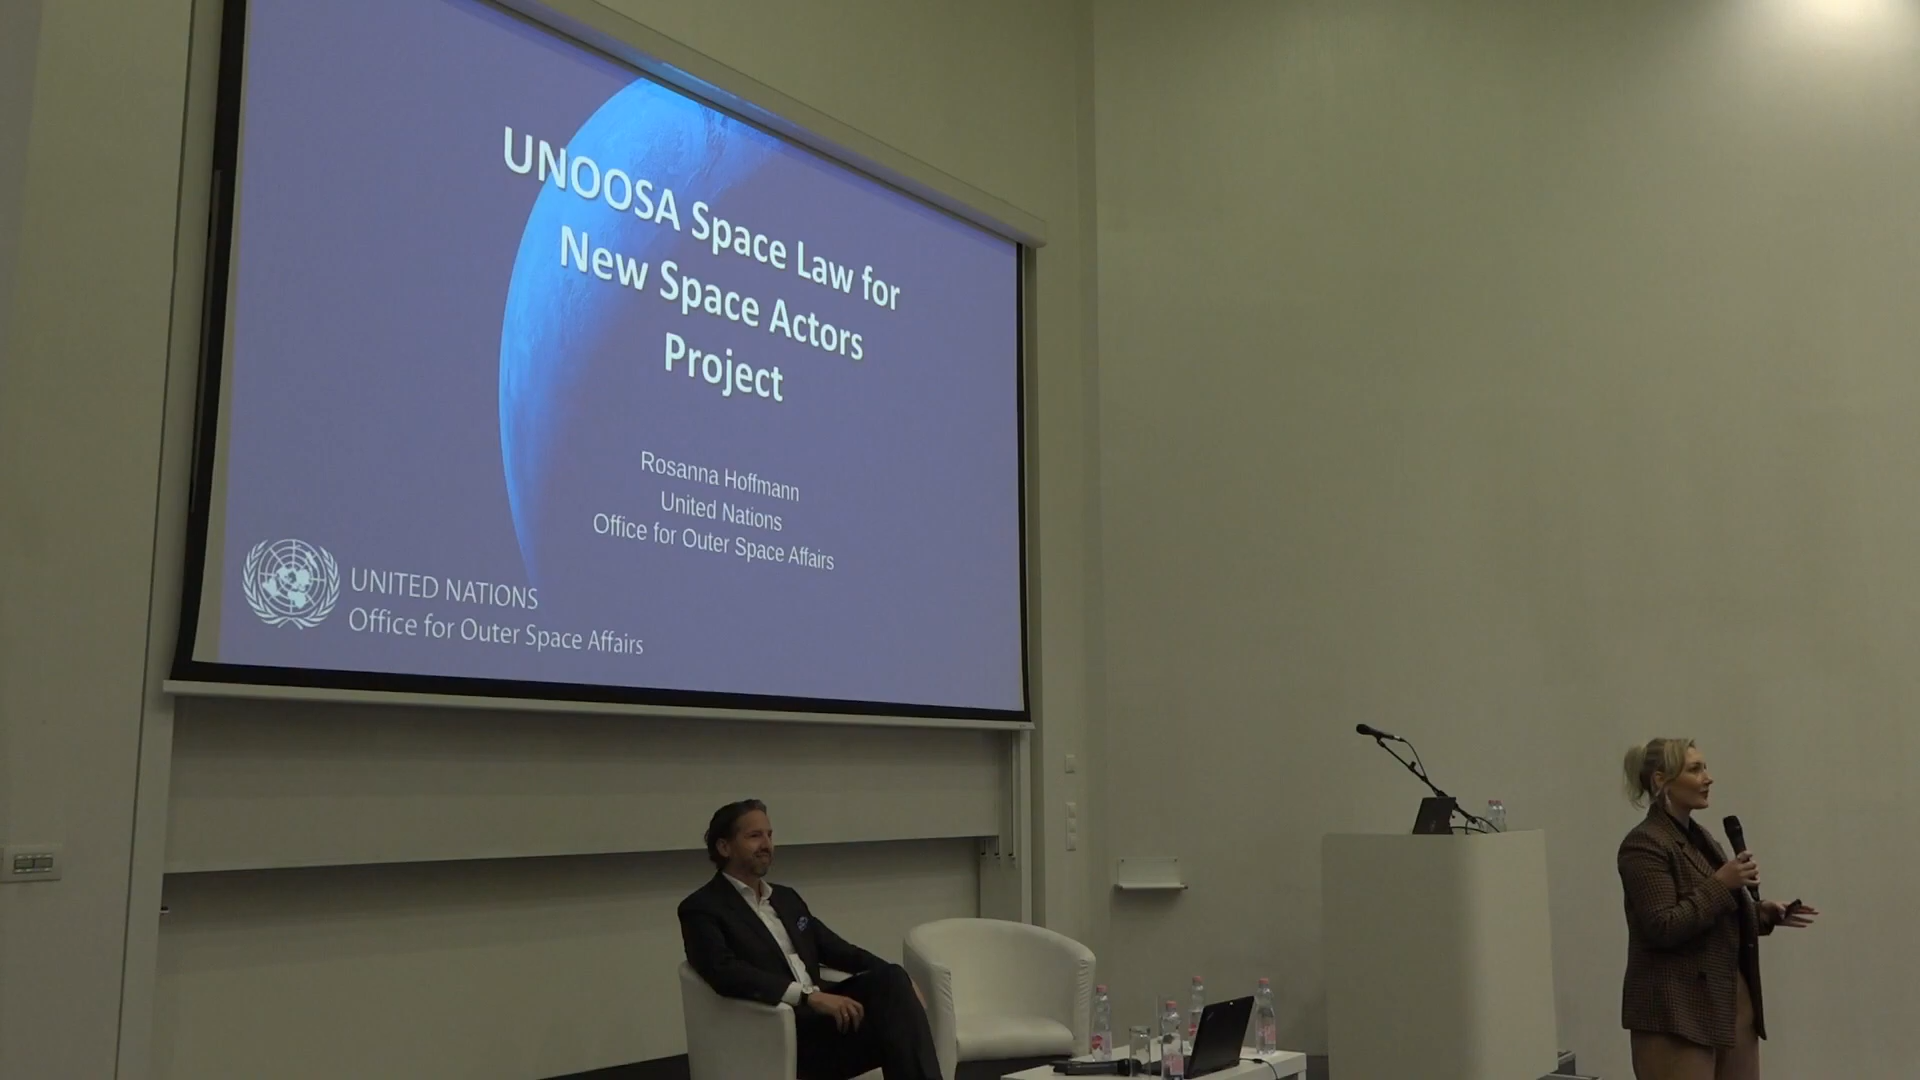 UNOOSA Space Law for
New Space Actors
Project
Rosanna Hoffmann
United Nations
Office for Outer Space Affairs
UNITED NATIONS
Office for Outer Space Affairs